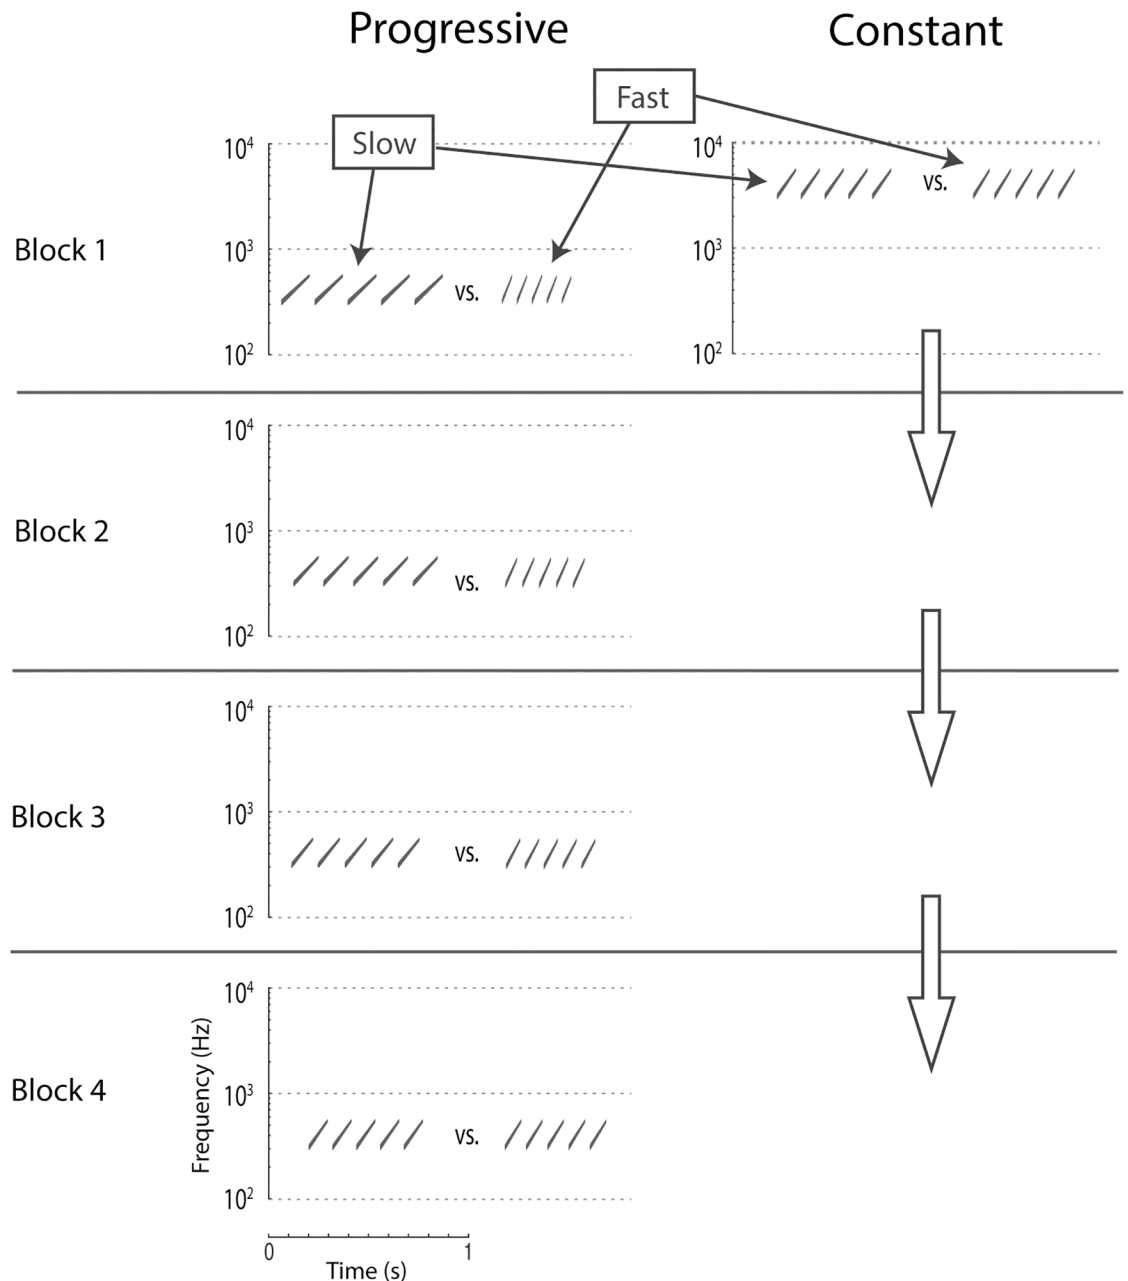 Progressive
Constant
Fast
Slow
Block 1
10⁴
10³
10²
vs.
10⁴
10³
10²
vs.
Block 2
10⁴
10³
10²
vs.
Block 3
10⁴
10³
10²
vs.
Block 4
Frequency (Hz)
10⁴
10³
10²
vs.
0
1
Time (s)